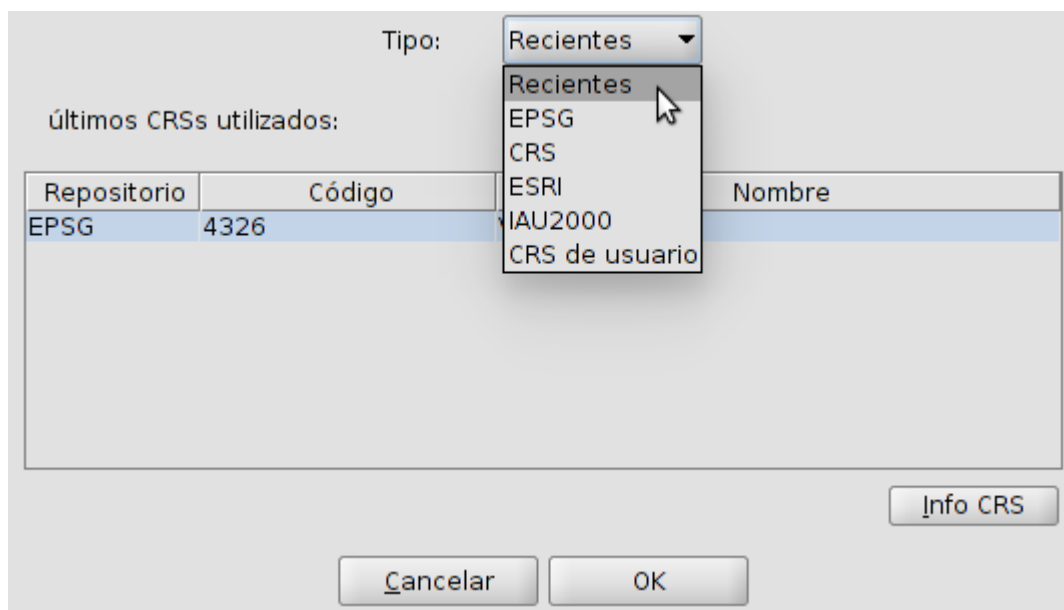 Tipo: Recientes
Recientes
EPSG
CRS
ESRI
IAU2000
CRS de usuario
últimos CRSs utilizados:
Repositorio Código Nombre
EPSG 4326
Info CRS
Cancelar OK